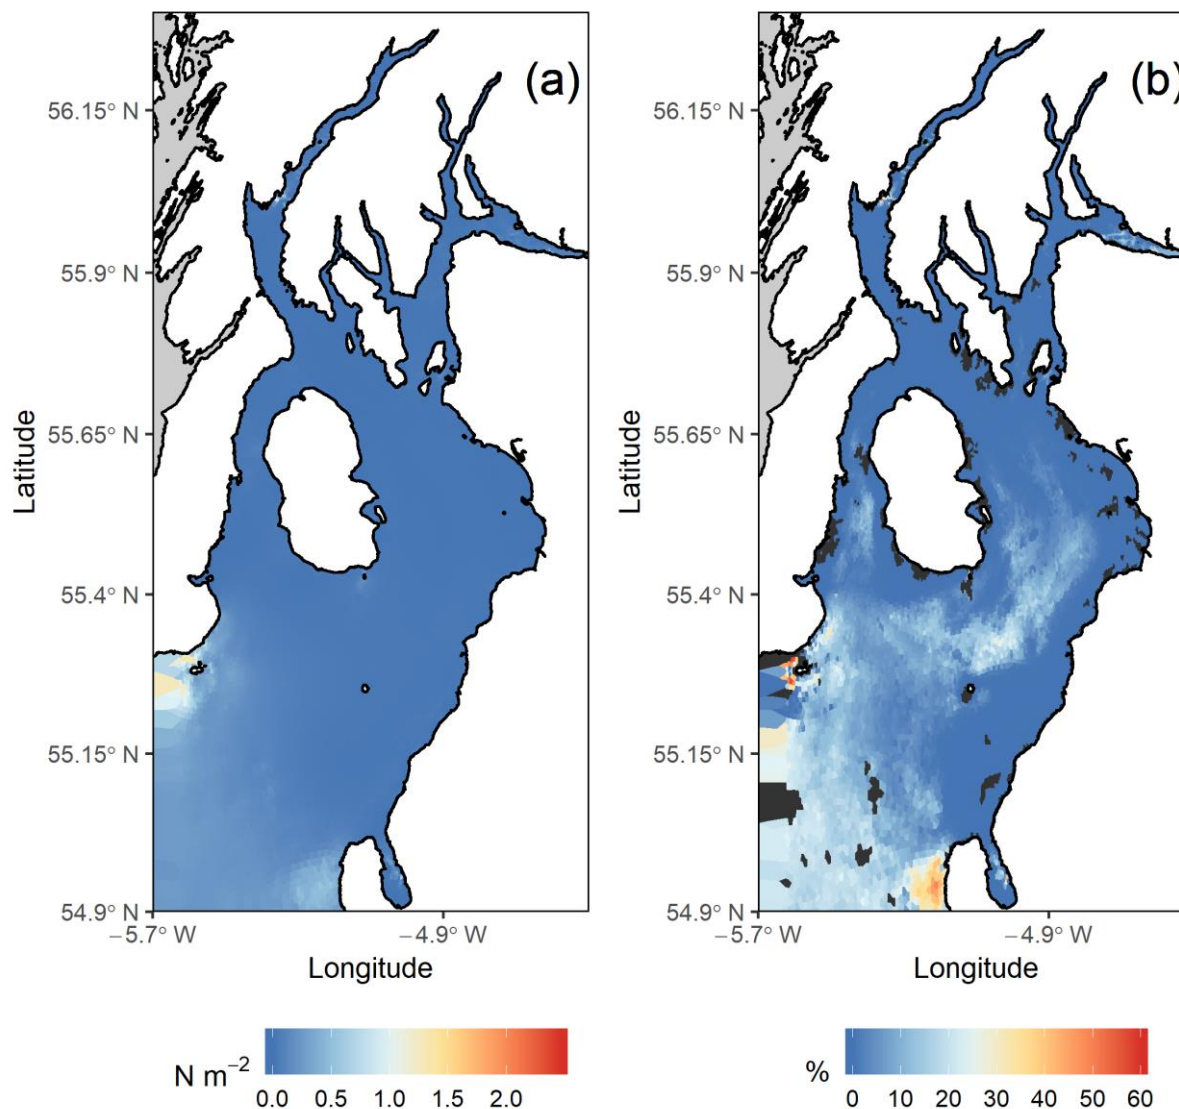 (a)
(b)
56.15° N
55.9° N
55.65° N
55.4° N
55.15° N
54.9° N
Latitude
−5.7° W
−4.9° W
Longitude
N m⁻²
0.0 0.5 1.0 1.5 2.0
56.15° N
55.9° N
55.65° N
55.4° N
55.15° N
54.9° N
Latitude
−5.7° W
−4.9° W
Longitude
%
0 10 20 30 40 50 60